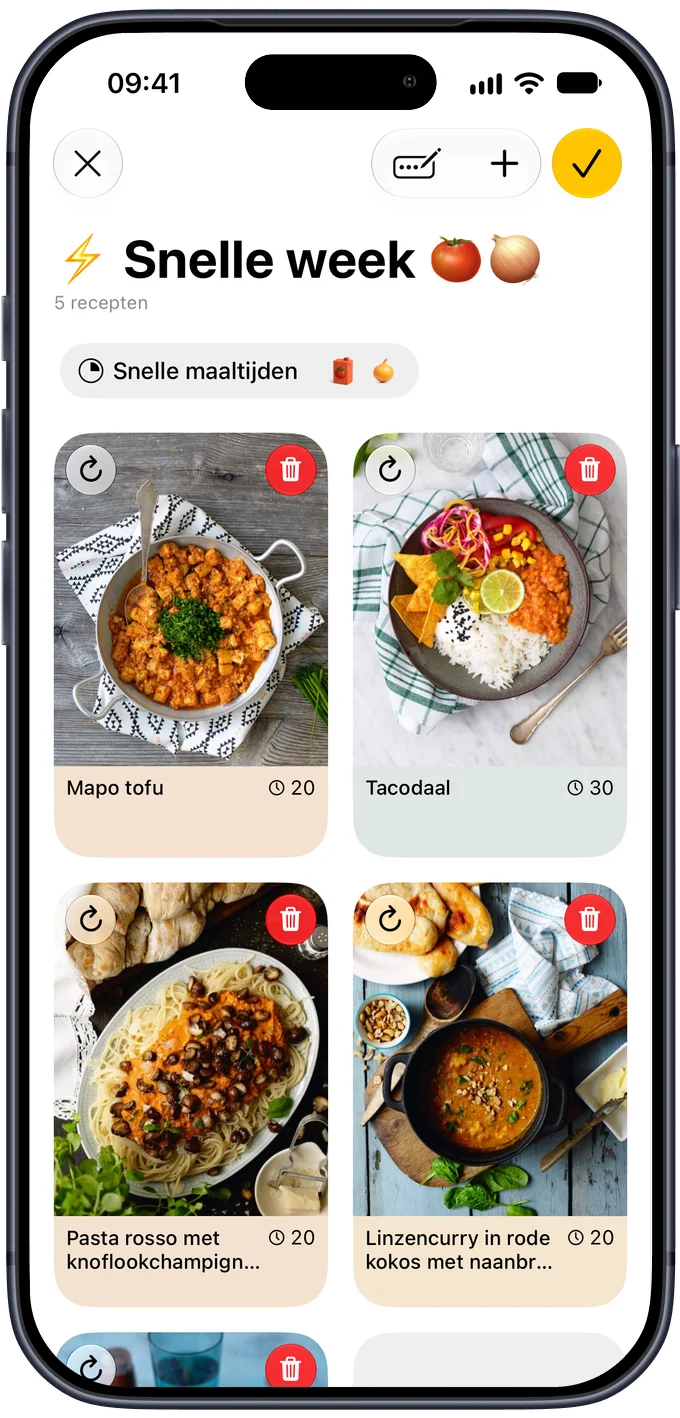 09:41
⚡ Snelle week 🍅🧅
5 recepten
Snelle maaltijden
Mapo tofu 20
Tacodaal 30
Pasta rosso met 20
knoflookchampign...
Linzencurry in rode 20
kokos met naanbr...